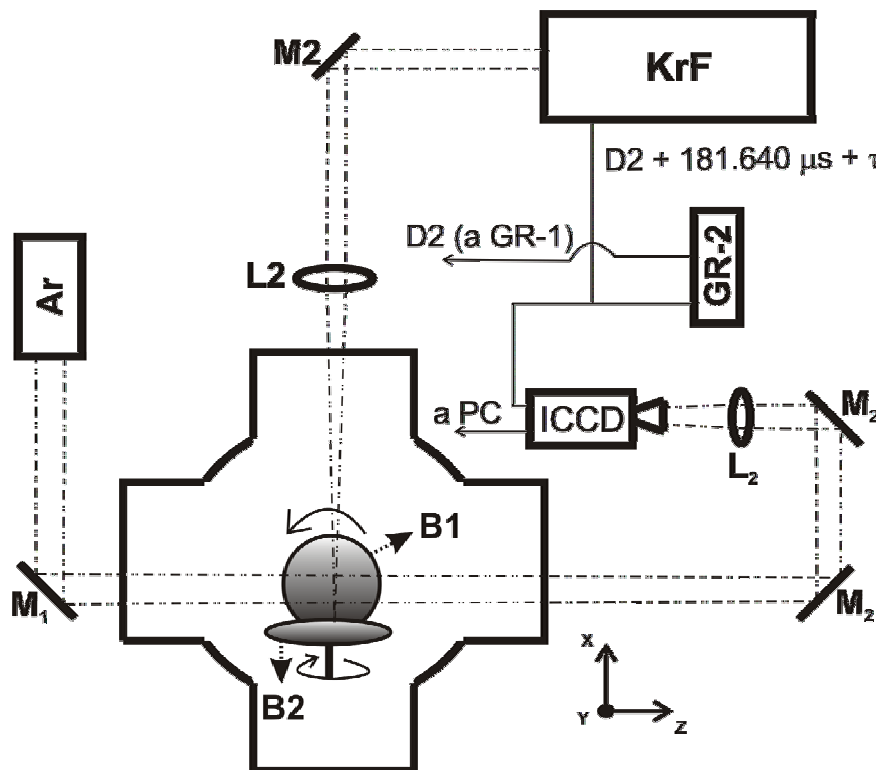 M2
KrF
D2 + 181.640 µs + τ
D2 (a GR-1)
GR-2
L2
Ar
a PC
ICCD
M₂
L₂
B1
M₁
M₂
B2
X
Y
Z